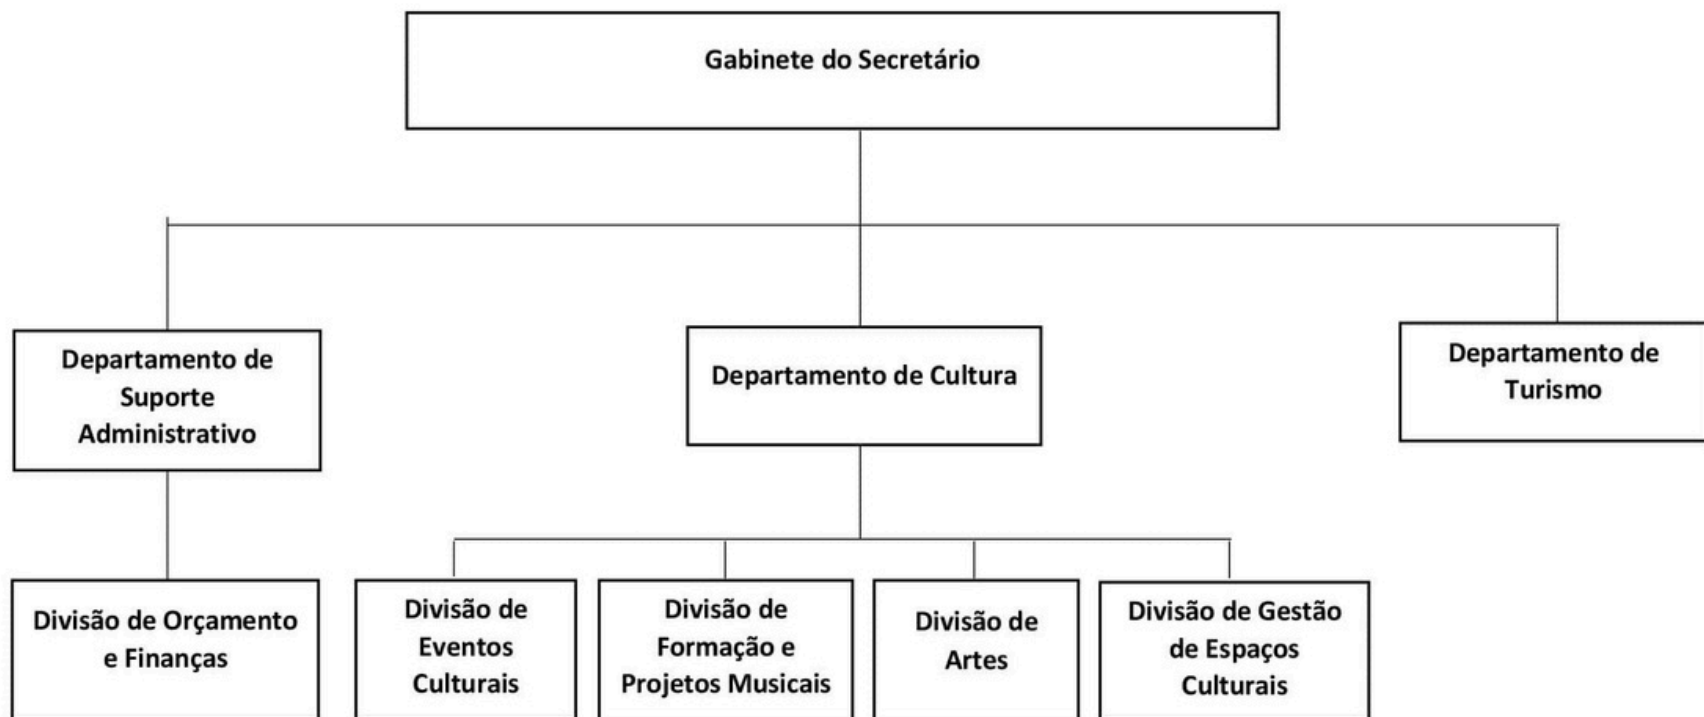 Gabinete do Secretário
Departamento de
Suporte
Administrativo
Departamento de Cultura
Departamento de
Turismo
Divisão de Orçamento
e Finanças
Divisão de
Eventos
Culturais
Divisão de
Formação e
Projetos Musicais
Divisão de
Artes
Divisão de Gestão
de Espaços
Culturais